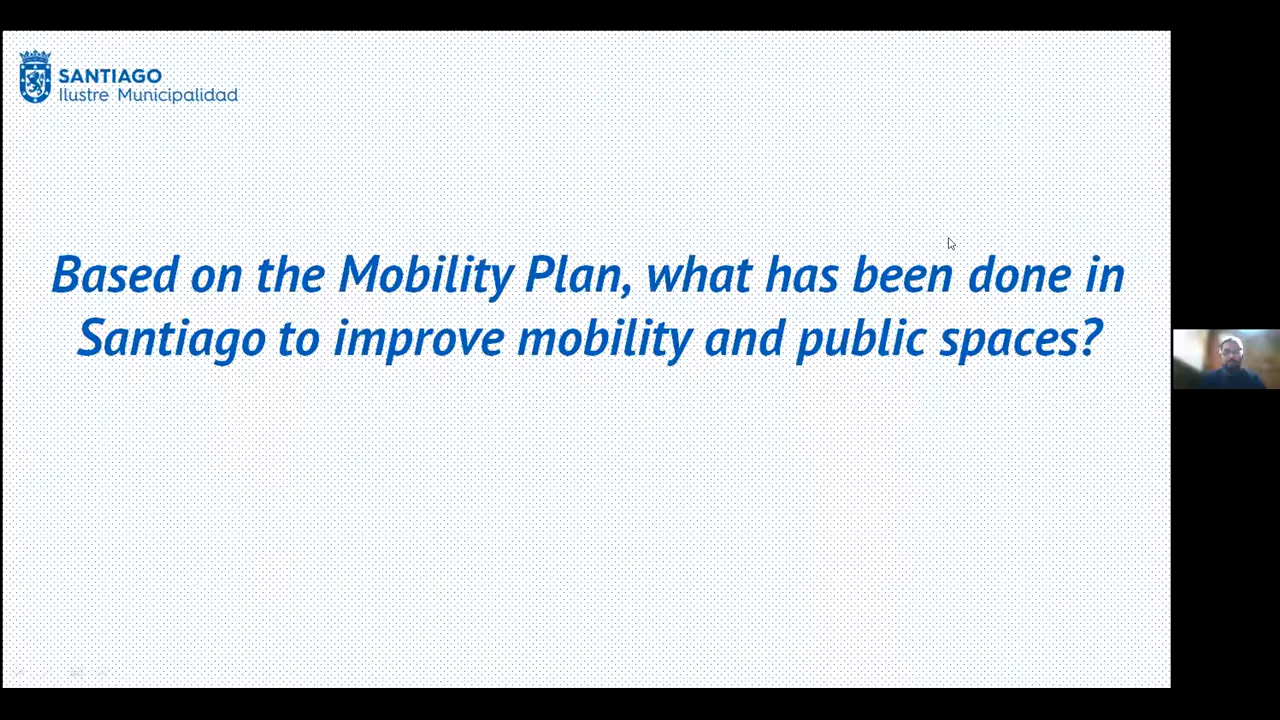 SANTIAGO
Ilustre Municipalidad
Based on the Mobility Plan, what has been done in
Santiago to improve mobility and public spaces?